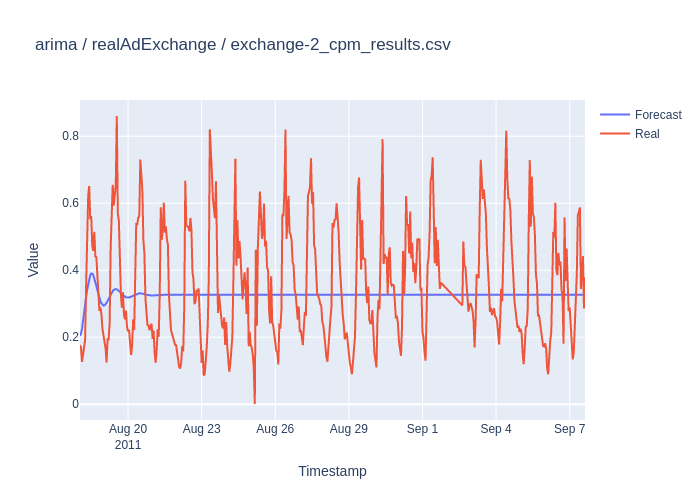 arima / realAdExchange / exchange-2_cpm_results.csv
Forecast
Real
Value
0.8
0.6
0.4
0.2
0
Aug 20
2011
Aug 23
Aug 26
Aug 29
Sep 1
Sep 4
Sep 7
Timestamp